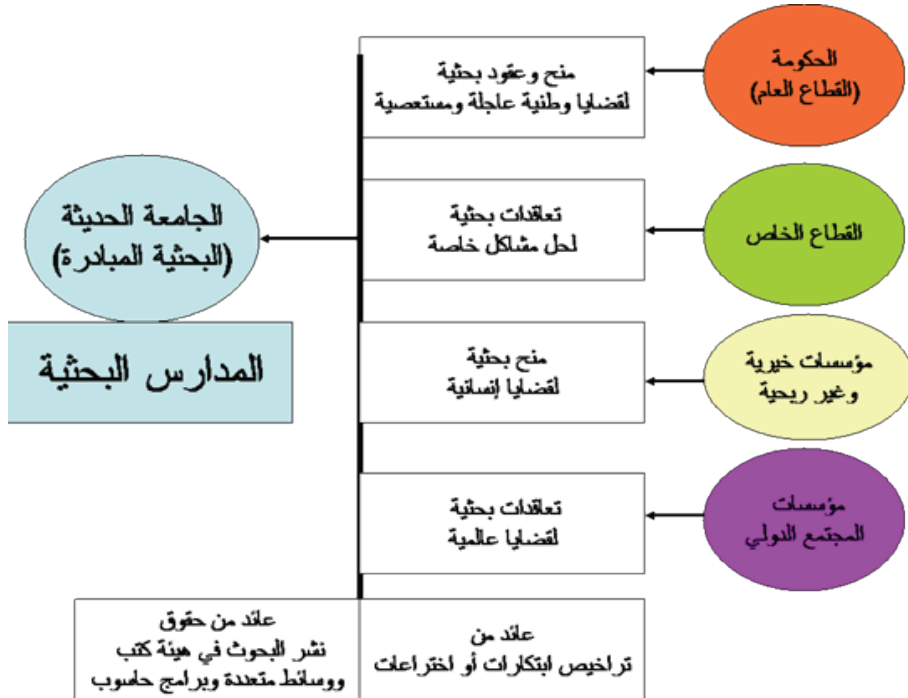 الحكومة
(القطاع العام)
منح وعقود بحثية
لقضايا وطنية عاجلة ومستعصية
القطاع الخاص
تعاقدات بحثية
لحل مشاكل خاصة
الجامعة الحديثة
(البحثية المبادرة)
المدارس البحثية
مؤسسات خيرية
وغير ربحية
منح بحثية
لقضايا إنسانية
مؤسسات
المجتمع الدولي
تعاقدات بحثية
لقضايا عالمية
عائد من
تراخيص ابتكارات أو اختراعات
عائد من حقوق
نشر البحوث في هيئة كتب
ووسائط متعددة وبرامج حاسوب